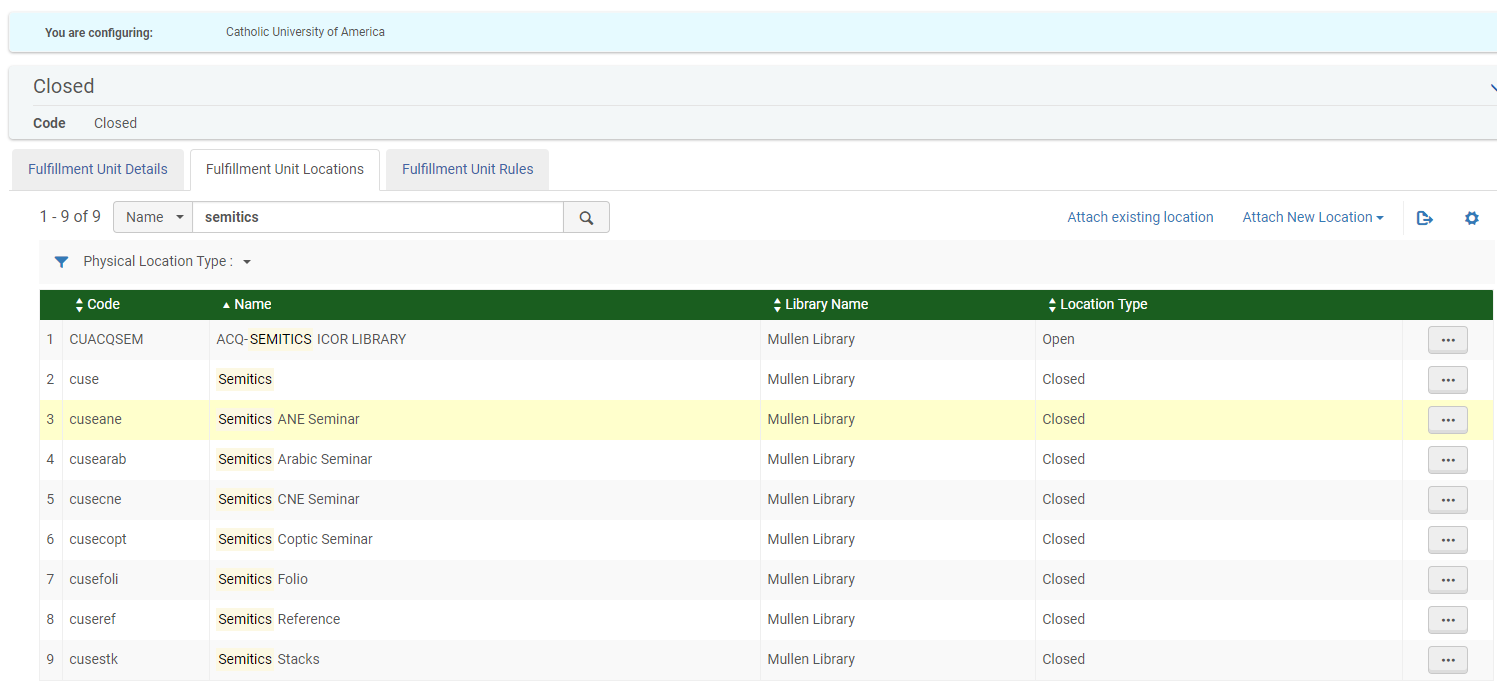 You are configuring: Catholic University of America
Closed
Code Closed
Fulfillment Unit Details Fulfillment Unit Locations Fulfillment Unit Rules
1 - 9 of 9 Name semitics Attach existing location Attach New Location
Physical Location Type :
Code Name Library Name Location Type
1 CUACQSEM ACQ-SEMITICS ICOR LIBRARY Mullen Library Open
2 cuse Semitics Mullen Library Closed
3 cuseane Semitics ANE Seminar Mullen Library Closed
4 cusearab Semitics Arabic Seminar Mullen Library Closed
5 cusecne Semitics CNE Seminar Mullen Library Closed
6 cusecopt Semitics Coptic Seminar Mullen Library Closed
7 cusefoli Semitics Folio Mullen Library Closed
8 cuseref Semitics Reference Mullen Library Closed
9 cusestk Semitics Stacks Mullen Library Closed